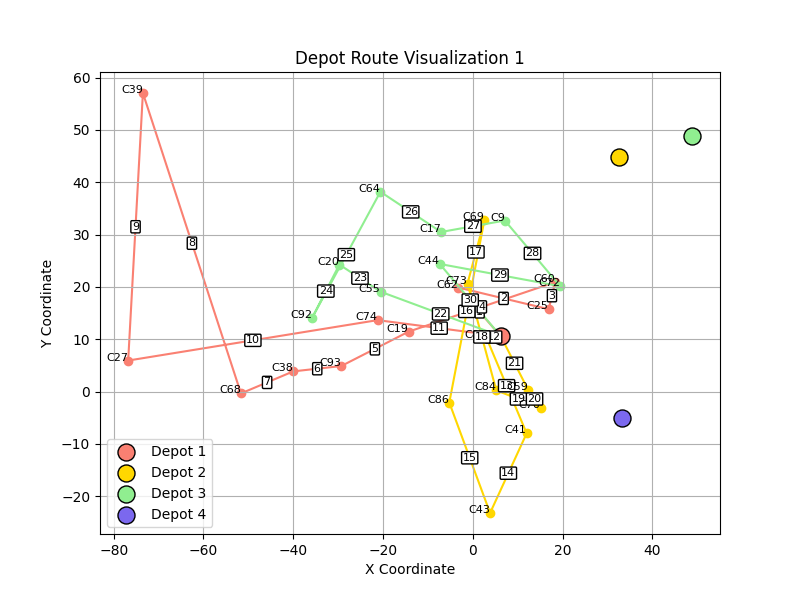 Depot Route Visualization 1
60
50
40
30
20
10
0
−10
−20
Y Coordinate
−80
−60
−40
−20
0
20
40
X Coordinate
C39
9
8
C64
26
C17
27
C69
C9
28
17
25
C20
24
23
C55
C92
C44
22
C73
C62
C60
C72
3
C25
2
30
16
4
22
11
C74
C19
10
C27
5
C93
6
C38
7
C68
18
12
21
C86
C84
13
C59
19
20
C41
15
14
C43
Depot 1
Depot 2
Depot 3
Depot 4